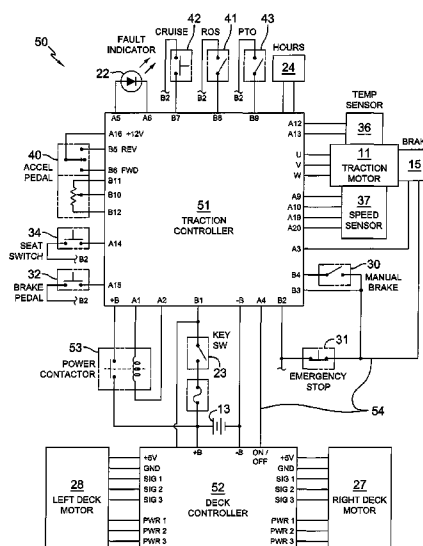 50
FAULT INDICATOR
22
CRUISE 42
ROS 41
PTO 43
HOURS
24
B2 B2 B2
A5 A6 B7 B8 B9
TEMP SENSOR
36
A12
A13
A16 +12V
B5 REV
B6 FWD
40
ACCEL PEDAL
B11
B10
B12
U
V
W
11
TRACTION MOTOR
BRAKE
15
51
TRACTION CONTROLLER
A9
A10
A19
A20
37
SPEED SENSOR
34
SEAT SWITCH
B2
A14
A3
32
BRAKE PEDAL
B2
A15
B4
B3
30
MANUAL BRAKE
+B A1 A2 B1 -B A4 B2
53
POWER CONTACTOR
KEY SW
23
31
EMERGENCY STOP
13
54
+B -B ON / OFF
28
LEFT DECK MOTOR
+5V
GND
SIG 1
SIG 2
SIG 3
PWR 1
PWR 2
PWR 3
+5V
GND
SIG 1
SIG 2
SIG 3
PWR 1
PWR 2
PWR 3
52
DECK CONTROLLER
27
RIGHT DECK MOTOR